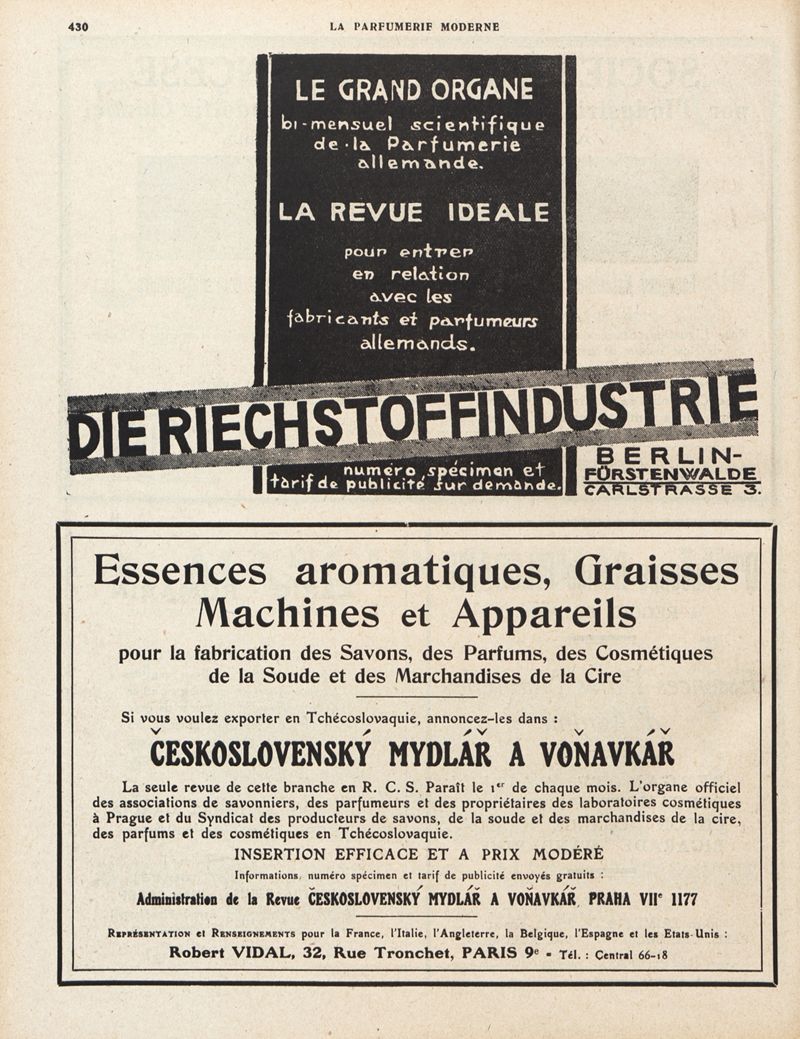 430
LA PARFUMERIE MODERNE
LE GRAND ORGANE
bi-mensuel scientifique
de la Parfumerie
allemande.
LA REVUE IDEALE
pour entrer
en relation
avec les
fabricants et parfumeurs
allemands.
DIE RIECHSTOFFINDUSTRIE
numéro spécimen et
tarif de publicité sur demande.
BERLIN-
FÜRSTENWALDE
CARLSTRASSE 3.
Essences aromatiques, Graisses
Machines et Appareils
pour la fabrication des Savons, des Parfums, des Cosmétiques
de la Soude et des Marchandises de la Cire
Si vous voulez exporter en Tchécoslovaquie, annoncez-les dans :
ČESKOSLOVENSKÝ MYDLÁŘ A VOŇAVKÁŘ
La seule revue de cette branche en R. C. S. Paraît le 1er de chaque mois. L'organe officiel
des associations de savonniers, des parfumeurs et des propriétaires des laboratoires cosmétiques
à Prague et du Syndicat des producteurs de savons, de la soude et des marchandises de la cire,
des parfums et des cosmétiques en Tchécoslovaquie.
INSERTION EFFICACE ET A PRIX MODÉRÉ
Informations, numéro spécimen et tarif de publicité envoyés gratuits :
Administration de la Revue ČESKOSLOVENSKÝ MYDLÁŘ A VOŇAVKÁŘ, PRAHA VIIe 1177
REPRÉSENTATION et RENSEIGNEMENTS pour la France, l'Italie, l'Angleterre, la Belgique, l'Espagne et les Etats-Unis :
Robert VIDAL, 32, Rue Tronchet, PARIS 9e - Tél. : Central 66-18